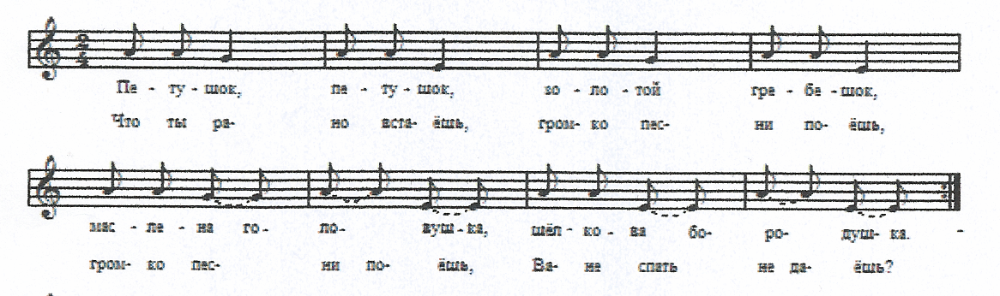 Пе - ту - шок, пе - ту - шок, зо - ло - той гре - бе - шок,
Что ты ра- но вста- ёшь, гром- ко пес- ни по- ёшь,
мас - ле - на го- ло- вуш - ка, шёл - ко - ва бо- ро- душ- ка. -
гром- ко пес- ни по- ёшь, Ва- не спать не да- ёшь?